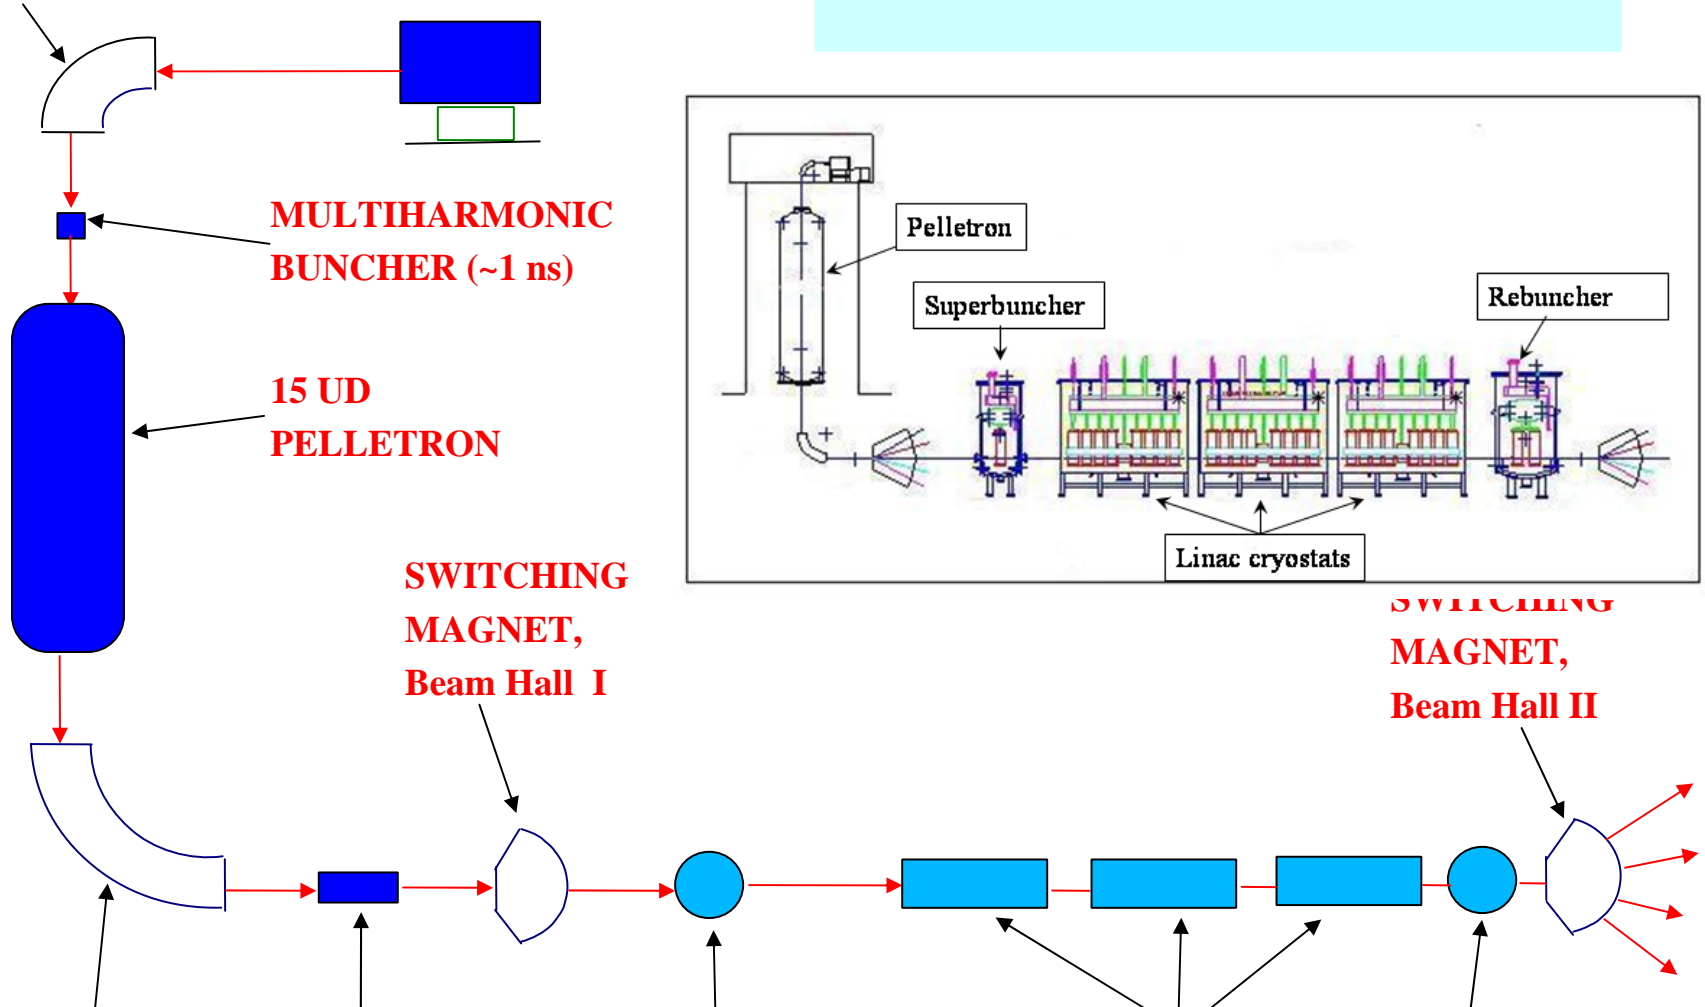 MULTIHARMONIC
BUNCHER (~1 ns)
15 UD
PELLETRON
Pelletron
Superbuncher
Rebuncher
Linac cryostats
SWITCHING
MAGNET,
Beam Hall I
SWITCHING
MAGNET,
Beam Hall II